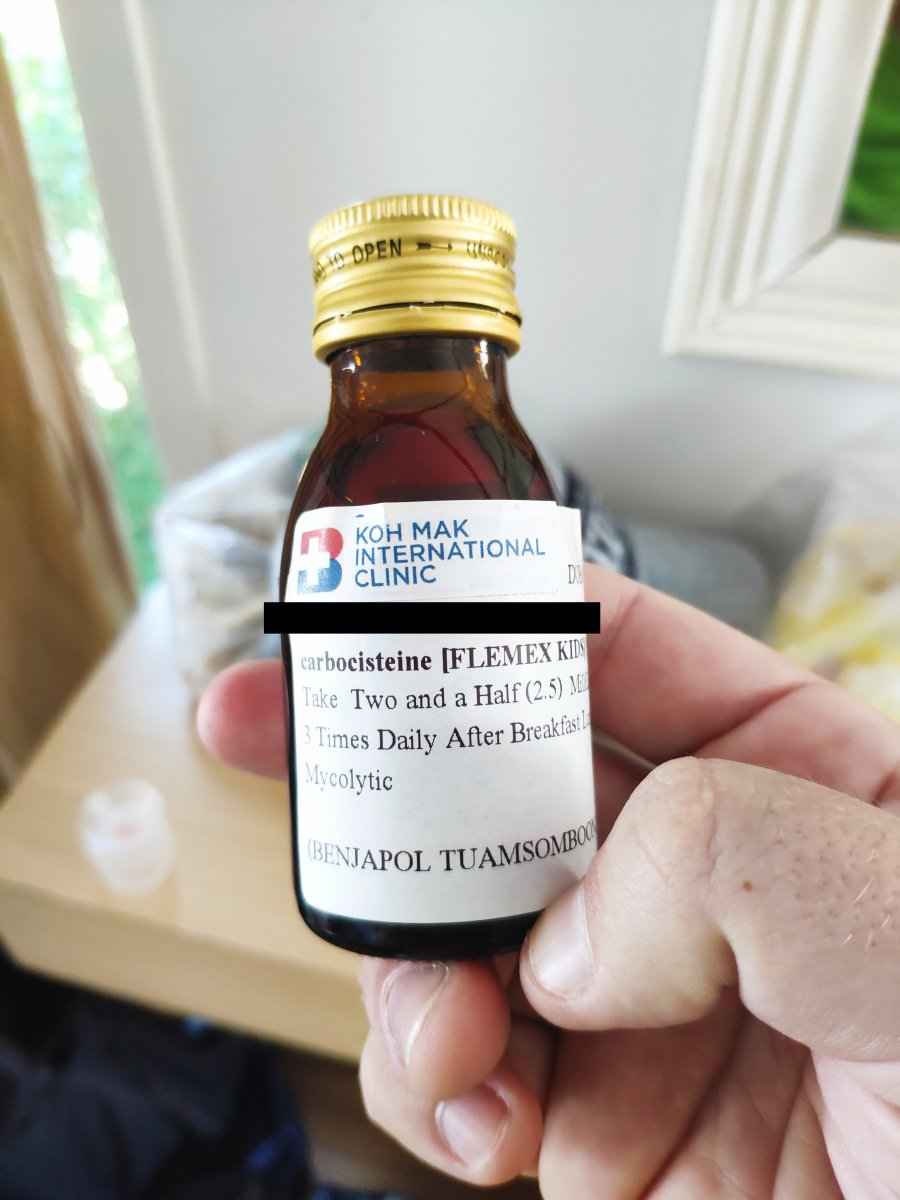 TO OPEN
KOH MAK
INTERNATIONAL
CLINIC
carbocisteine [FLEMEX KIDS
Take Two and a Half (2.5)
3 Times Daily After Breakfast
Mycolytic
(BENJAPOL TUAMSOMBOON